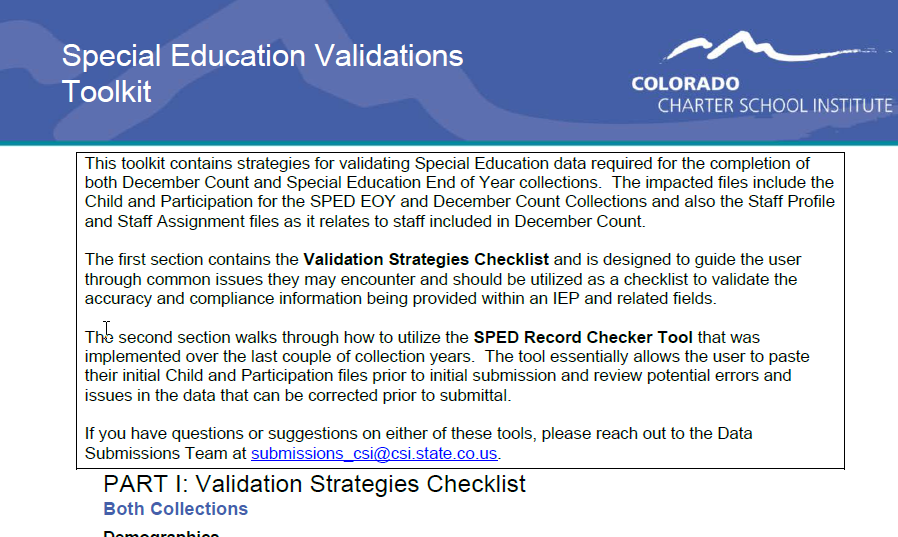 Special Education Validations
Toolkit
COLORADO
CHARTER SCHOOL INSTITUTE
This toolkit contains strategies for validating Special Education data required for the completion of
both December Count and Special Education End of Year collections.  The impacted files include the
Child and Participation for the SPED EOY and December Count Collections and also the Staff Profile
and Staff Assignment files as it relates to staff included in December Count.
The first section contains the Validation Strategies Checklist and is designed to guide the user
through common issues they may encounter and should be utilized as a checklist to validate the
accuracy and compliance information being provided within an IEP and related fields.
The second section walks through how to utilize the SPED Record Checker Tool that was
implemented over the last couple of collection years.  The tool essentially allows the user to paste
their initial Child and Participation files prior to initial submission and review potential errors and
issues in the data that can be corrected prior to submittal.
If you have questions or suggestions on either of these tools, please reach out to the Data
Submissions Team at submissions_csi@csi.state.co.us.
PART I: Validation Strategies Checklist
Both Collections
Demographics